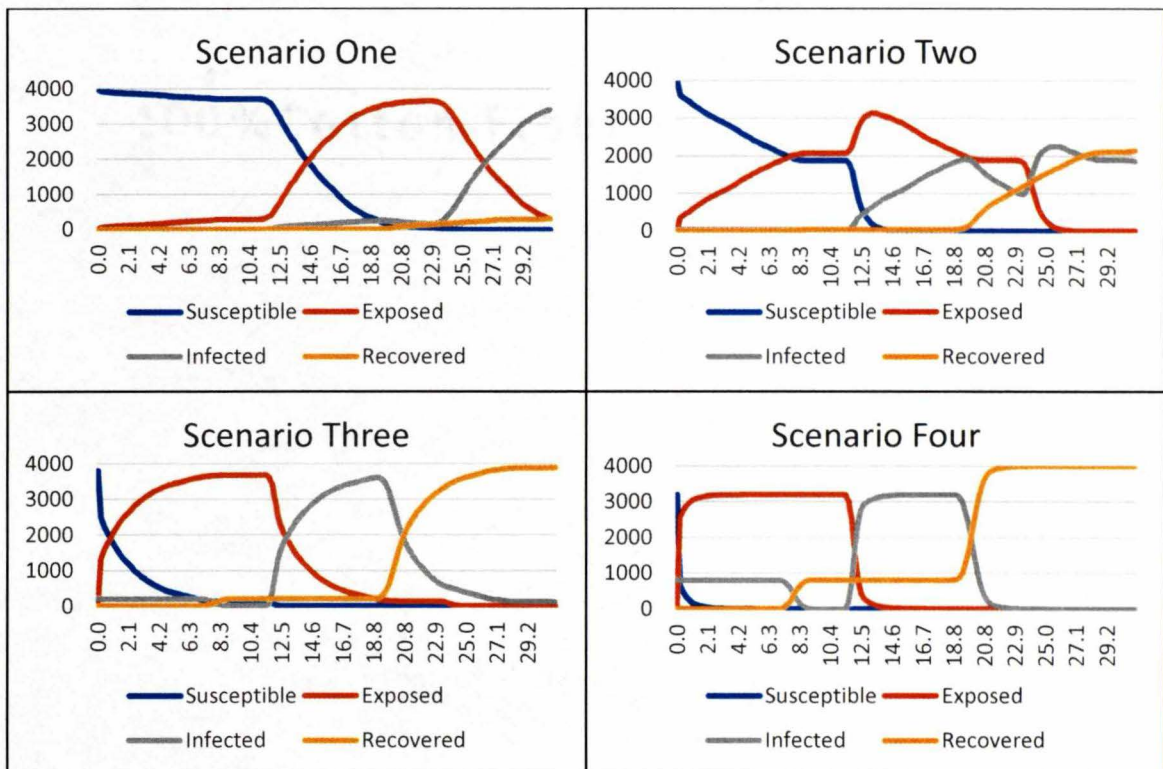 Scenario One
4000
3000
2000
1000
0
0.0 2.1 4.2 6.3 8.3 10.4 12.5 14.6 16.7 18.8 20.8 22.9 25.0 27.1 29.2
Susceptible Exposed
Infected Recovered
Scenario Two
4000
3000
2000
1000
0
0.0 2.1 4.2 6.3 8.3 10.4 12.5 14.6 16.7 18.8 20.8 22.9 25.0 27.1 29.2
Susceptible Exposed
Infected Recovered
Scenario Three
4000
3000
2000
1000
0
0.0 2.1 4.2 6.3 8.3 10.4 12.5 14.6 16.7 18.8 20.8 22.9 25.0 27.1 29.2
Susceptible Exposed
Infected Recovered
Scenario Four
4000
3000
2000
1000
0
0.0 2.1 4.2 6.3 8.3 10.4 12.5 14.6 16.7 18.8 20.8 22.9 25.0 27.1 29.2
Susceptible Exposed
Infected Recovered